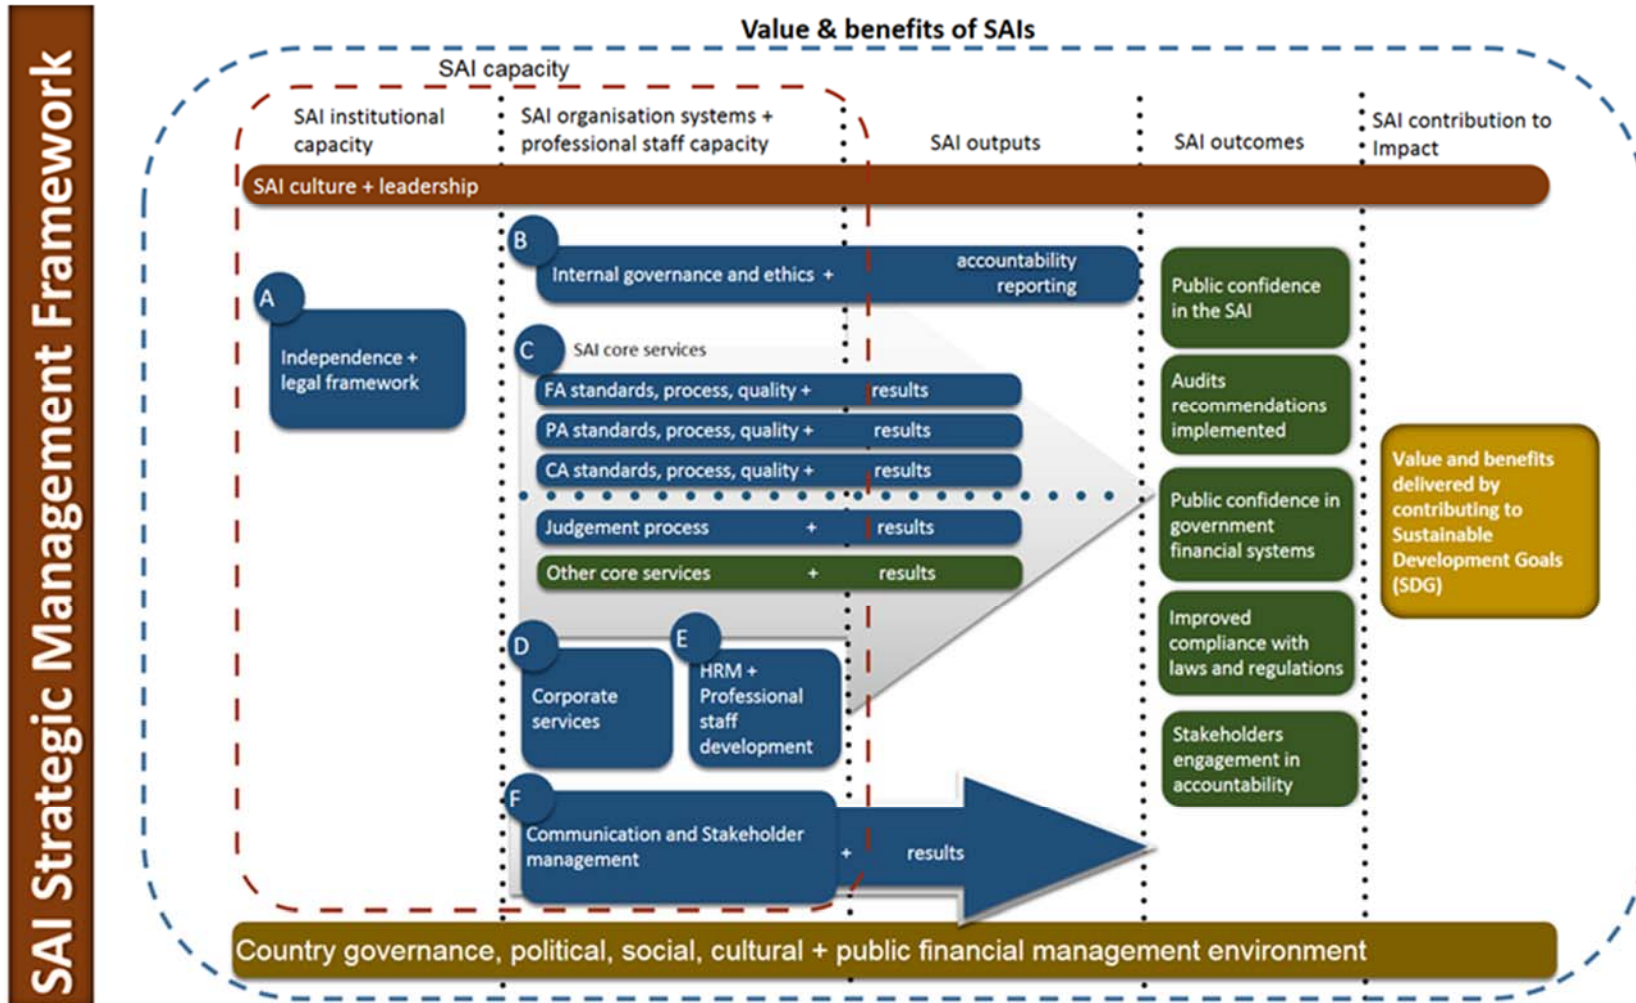 SAI Strategic Management Framework
Value & benefits of SAIs
SAI capacity
SAI institutional
capacity
SAI organisation systems +
professional staff capacity
SAI outputs
SAI outcomes
SAI contribution to
Impact
SAI culture + leadership
A
Independence +
legal framework
B
Internal governance and ethics +
accountability
reporting
C
SAI core services
FA standards, process, quality + results
PA standards, process, quality + results
CA standards, process, quality + results
Judgement process + results
Other core services + results
D
Corporate
services
E
HRM +
Professional
staff
development
F
Communication and Stakeholder
management
+ results
Public confidence
in the SAI
Audits
recommendations
implemented
Public confidence in
government
financial systems
Improved
compliance with
laws and regulations
Stakeholders
engagement in
accountability
Value and benefits
delivered by
contributing to
Sustainable
Development Goals
(SDG)
Country governance, political, social, cultural + public financial management environment